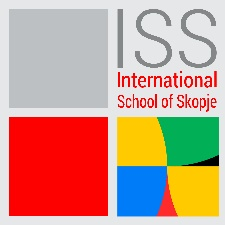 ISS
International
School of Skopje